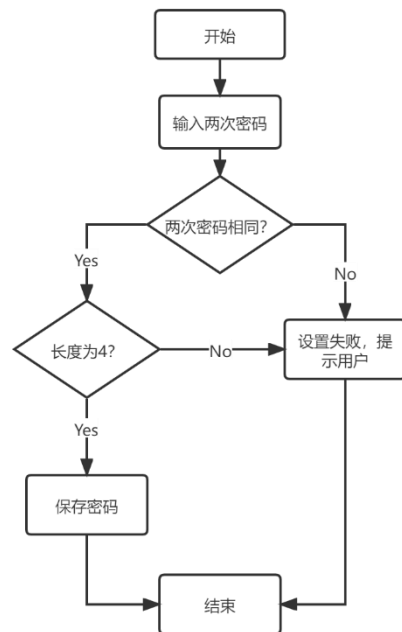 开始
输入两次密码
两次密码相同?
Yes
No
长度为4?
No
设置失败，提
示用户
Yes
保存密码
结束